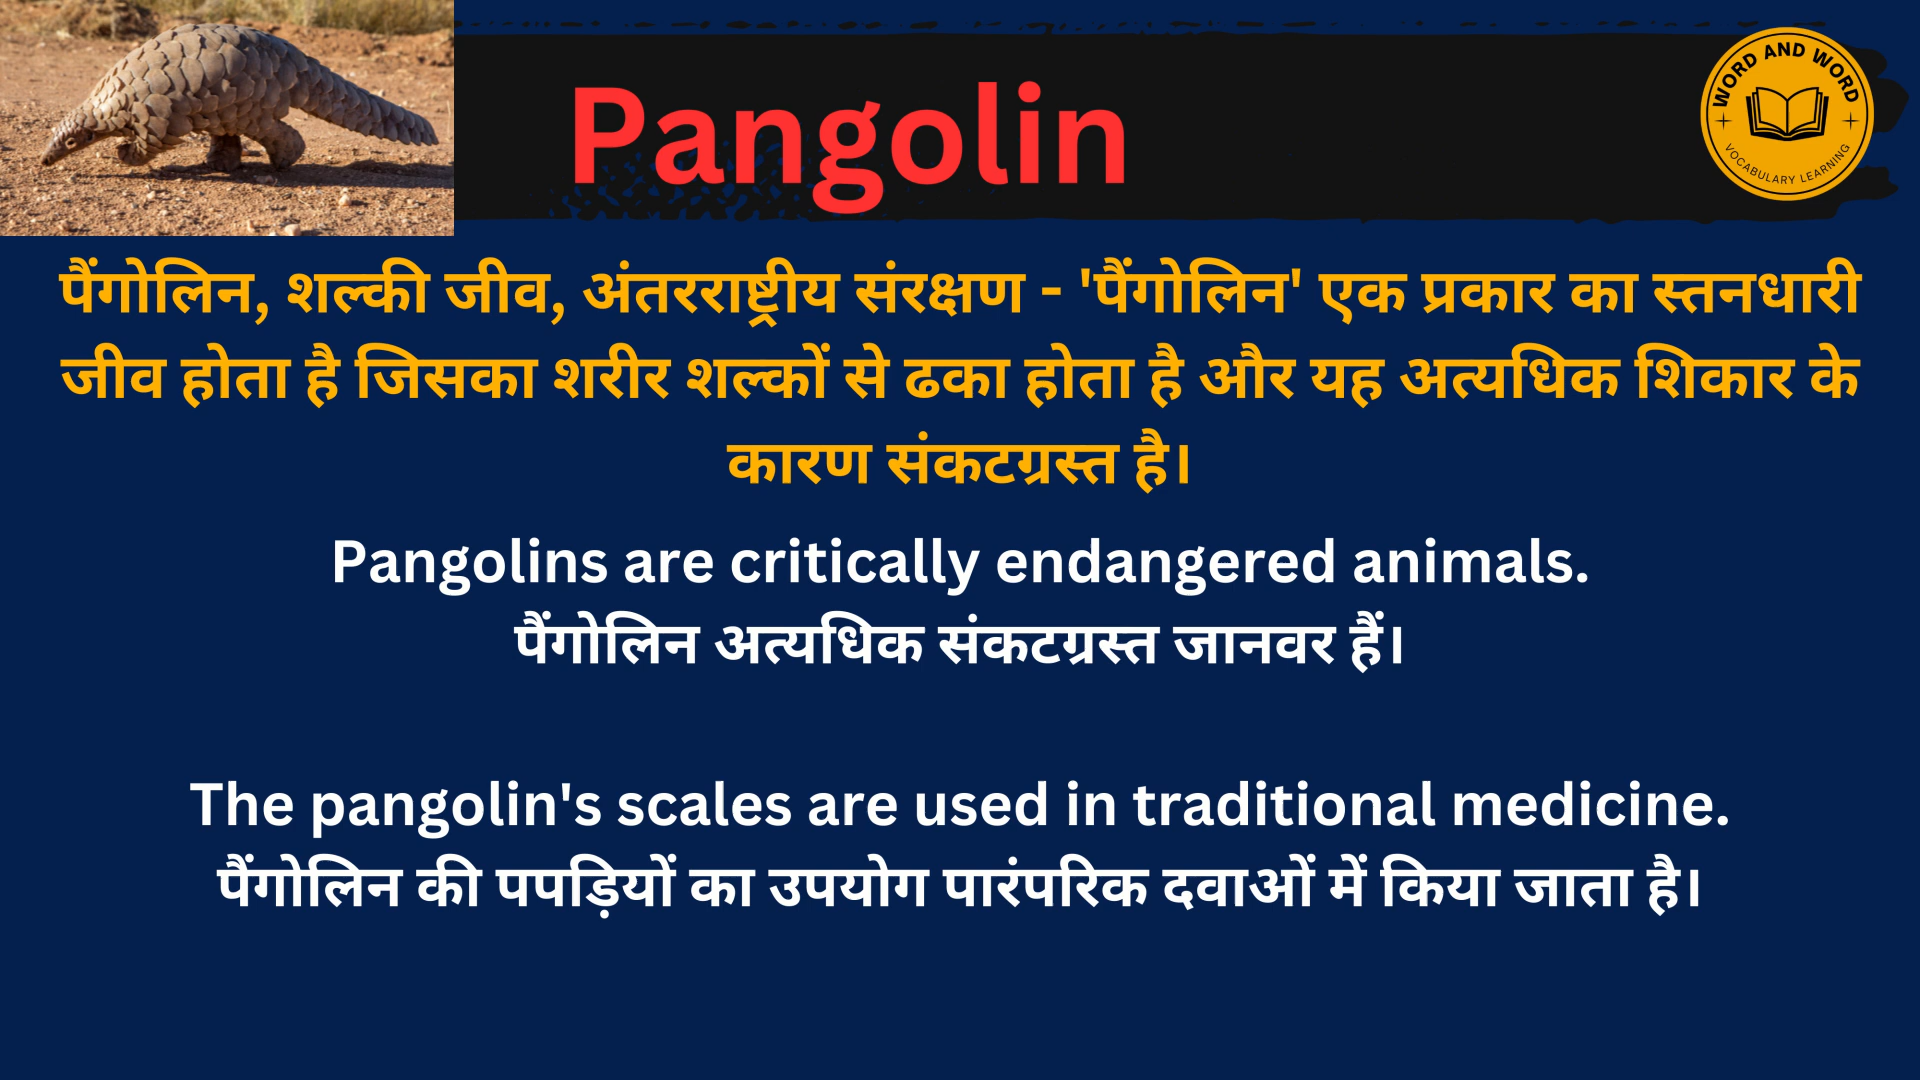 Pangolin
WORD AND WORD
VOCABULARY LEARNING
पैंगोलिन, शल्की जीव, अंतरराष्ट्रीय संरक्षण - 'पैंगोलिन' एक प्रकार का स्तनधारी
जीव होता है जिसका शरीर शल्कों से ढका होता है और यह अत्यधिक शिकार के
कारण संकटग्रस्त है।
Pangolins are critically endangered animals.
पैंगोलिन अत्यधिक संकटग्रस्त जानवर हैं।
The pangolin's scales are used in traditional medicine.
पैंगोलिन की पपड़ियों का उपयोग पारंपरिक दवाओं में किया जाता है।